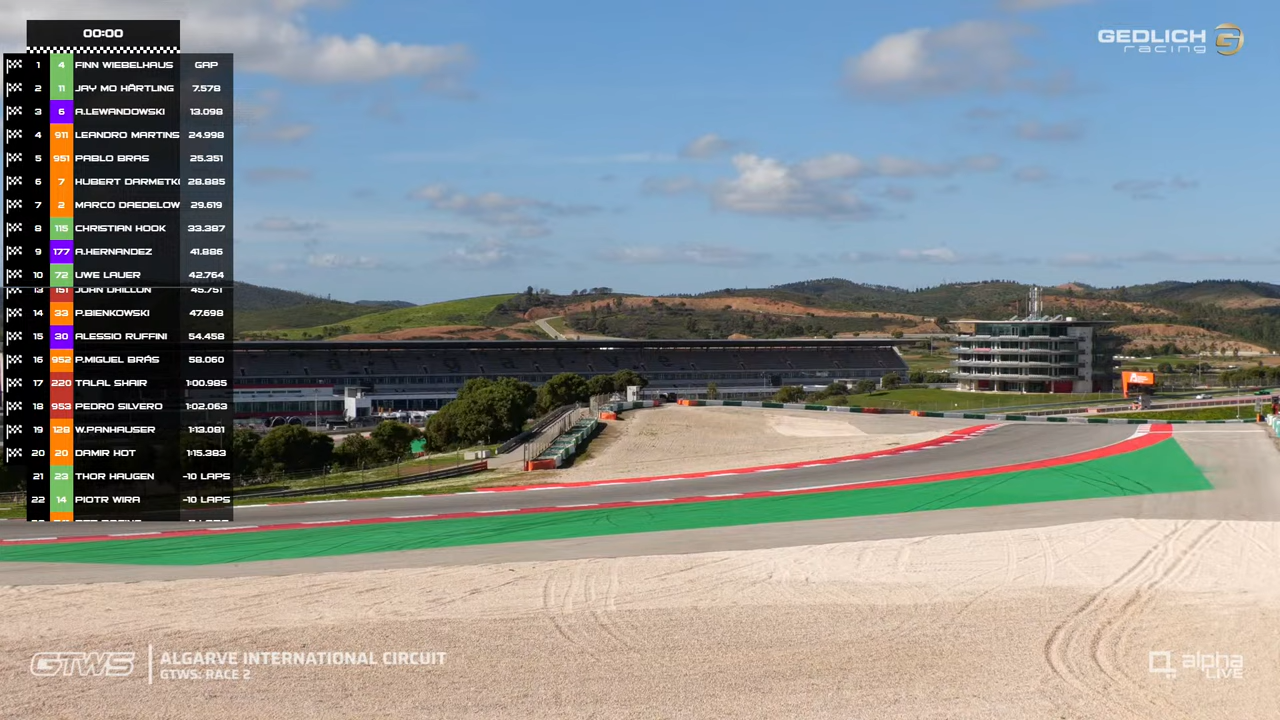 00:00
GEDLICH
racing
1 4 FINN WIEBELHAUS GAP
2 11 JAY MO HÄRTLING 7.578
3 6 A.LEWANDOWSKI 13.098
4 911 LEANDRO MARTINS 24.998
5 951 PABLO BRAS 25.351
6 7 HUBERT DARMETKI 28.885
7 2 MARCO DAEDELOW 29.619
8 115 CHRISTIAN HOOK 33.387
9 177 A.HERNANDEZ 41.886
10 72 UWE LAUER 42.764
13 151 45.751
14 33 P.BIENKOWSKI 47.698
15 30 ALESSIO RUFFINI 54.458
16 952 P.MIGUEL BRÁS 58.060
17 220 TALAL SHAIR 1:00.985
18 953 PEDRO SILVERO 1:02.063
19 128 W.PANHAUSER 1:13.081
20 20 DAMIR HOT 1:15.383
21 23 THOR HAUGEN -10 LAPS
22 14 PIOTR WIRA -10 LAPS
GTWS
ALGARVE INTERNATIONAL CIRCUIT
GTWS: RACE 2
alpha
LIVE